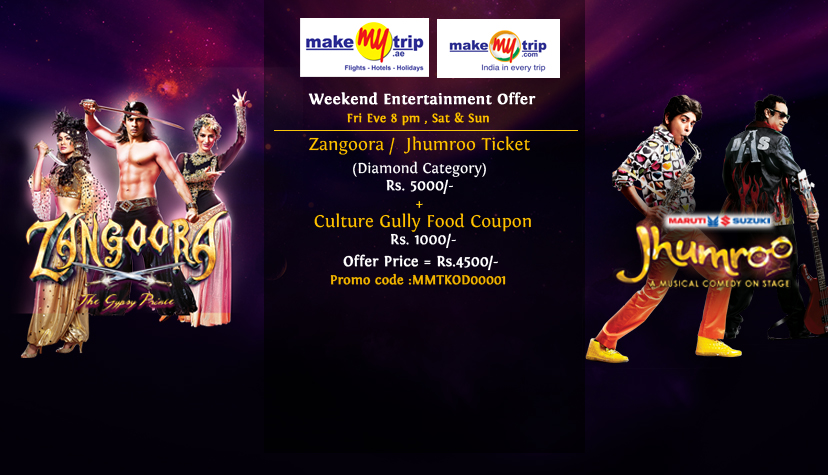 make my trip
.ae
Flights - Hotels - Holidays
make my trip
.com
India in every trip
Weekend Entertainment Offer
Fri Eve 8 pm , Sat & Sun
Zangoora / Jhumroo Ticket
(Diamond Category)
Rs. 5000/-
+
Culture Gully Food Coupon
Rs. 1000/-
Offer Price = Rs.4500/-
Promo code :MMTKOD00001
ZANGOORA
The Gypsy Prince
MARUTI SUZUKI
Jhumroo
A MUSICAL COMEDY ON STAGE